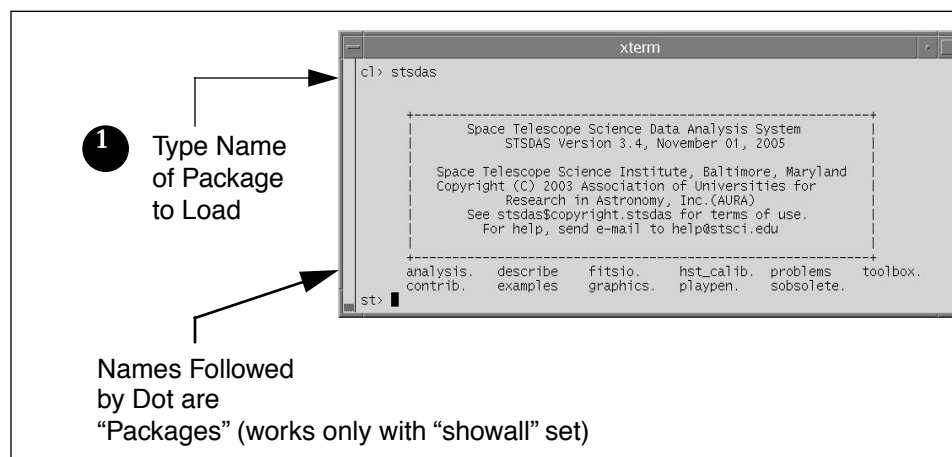 xterm
cl> stsdas
Space Telescope Science Data Analysis System
STSDAS Version 3.4, November 01, 2005
Space Telescope Science Institute, Baltimore, Maryland
Copyright (C) 2003 Association of Universities for
Research in Astronomy, Inc.(AURA)
See stsdas$copyright.stsdas for terms of use.
For help, send e-mail to help@stsci.edu
analysis. describe fitsio. hst_calib. problems toolbox.
contrib. examples graphics. playpen. sobsolete.
st>
1
Type Name
of Package
to Load
Names Followed
by Dot are
“Packages” (works only with “showall” set)